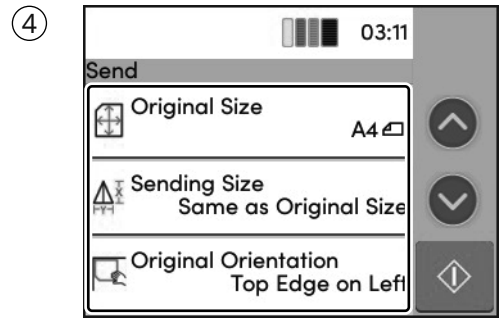 ④
03:11
Send
Original Size
A4
Sending Size
Same as Original Size
Original Orientation
Top Edge on Left